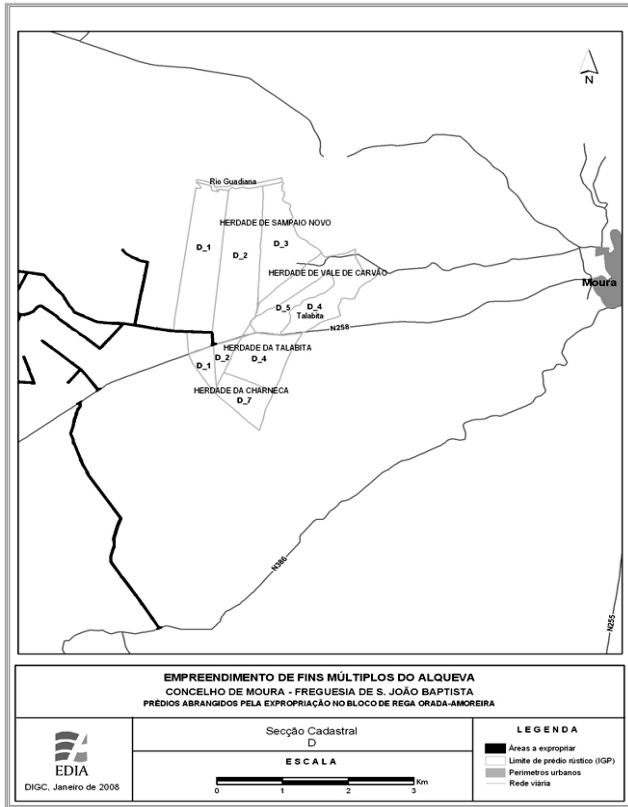 N
Rio Guadiana
HERDADE DE SAMPAIO NOVO
D_1
D_2
D_3
HERDADE DE VALE DE CARVÃO
Moura
D_5
D_4
Talabita
N258
HERDADE DA TALABITA
D_1
D_2
D_4
HERDADE DA CHARNECA
D_7
N386
N255
EMPREENDIMENTO DE FINS MÚLTIPLOS DO ALQUEVA
CONCELHO DE MOURA - FREGUESIA DE S. JOÃO BAPTISTA
PRÉDIOS ABRANGIDOS PELA EXPROPRIAÇÃO NO BLOCO DE REGA ORADA-AMOREIRA
EDIA
DIGC, Janeiro de 2008
Secção Cadastral
D
ESCALA
0 1 2 3 Km
LEGENDA
Áreas a expropriar
Limite de prédio rústico (IGP)
Perímetros urbanos
Rede viária